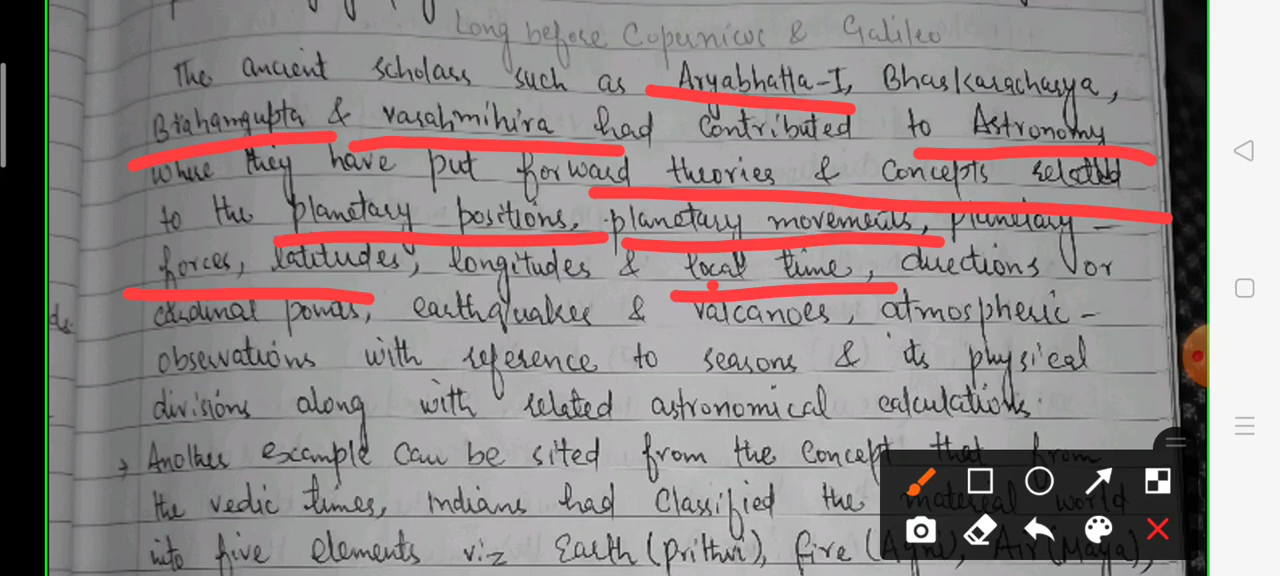 Long before Copernicus & Galileo
The ancient scholars such as Aryabhatta-I, Bhaskaracharya,
Brahamgupta & varahmihira had contributed to Astronomy
where they have put forward theories & concepts related
to the planetary positions, planetary movements, planetary-
forces, latitudes, longitudes & local time, directions or
cardinal powers, earthquakes & valcanoes, atmospheric-
observations with reference to seasons & its physical
divisions along with related astronomical calculations.
→ Another example can be sited from the concept that from
the vedic times, Indians had classified the material world
into five elements viz Earth (prithvi), fire (Agni), Air (Maya),